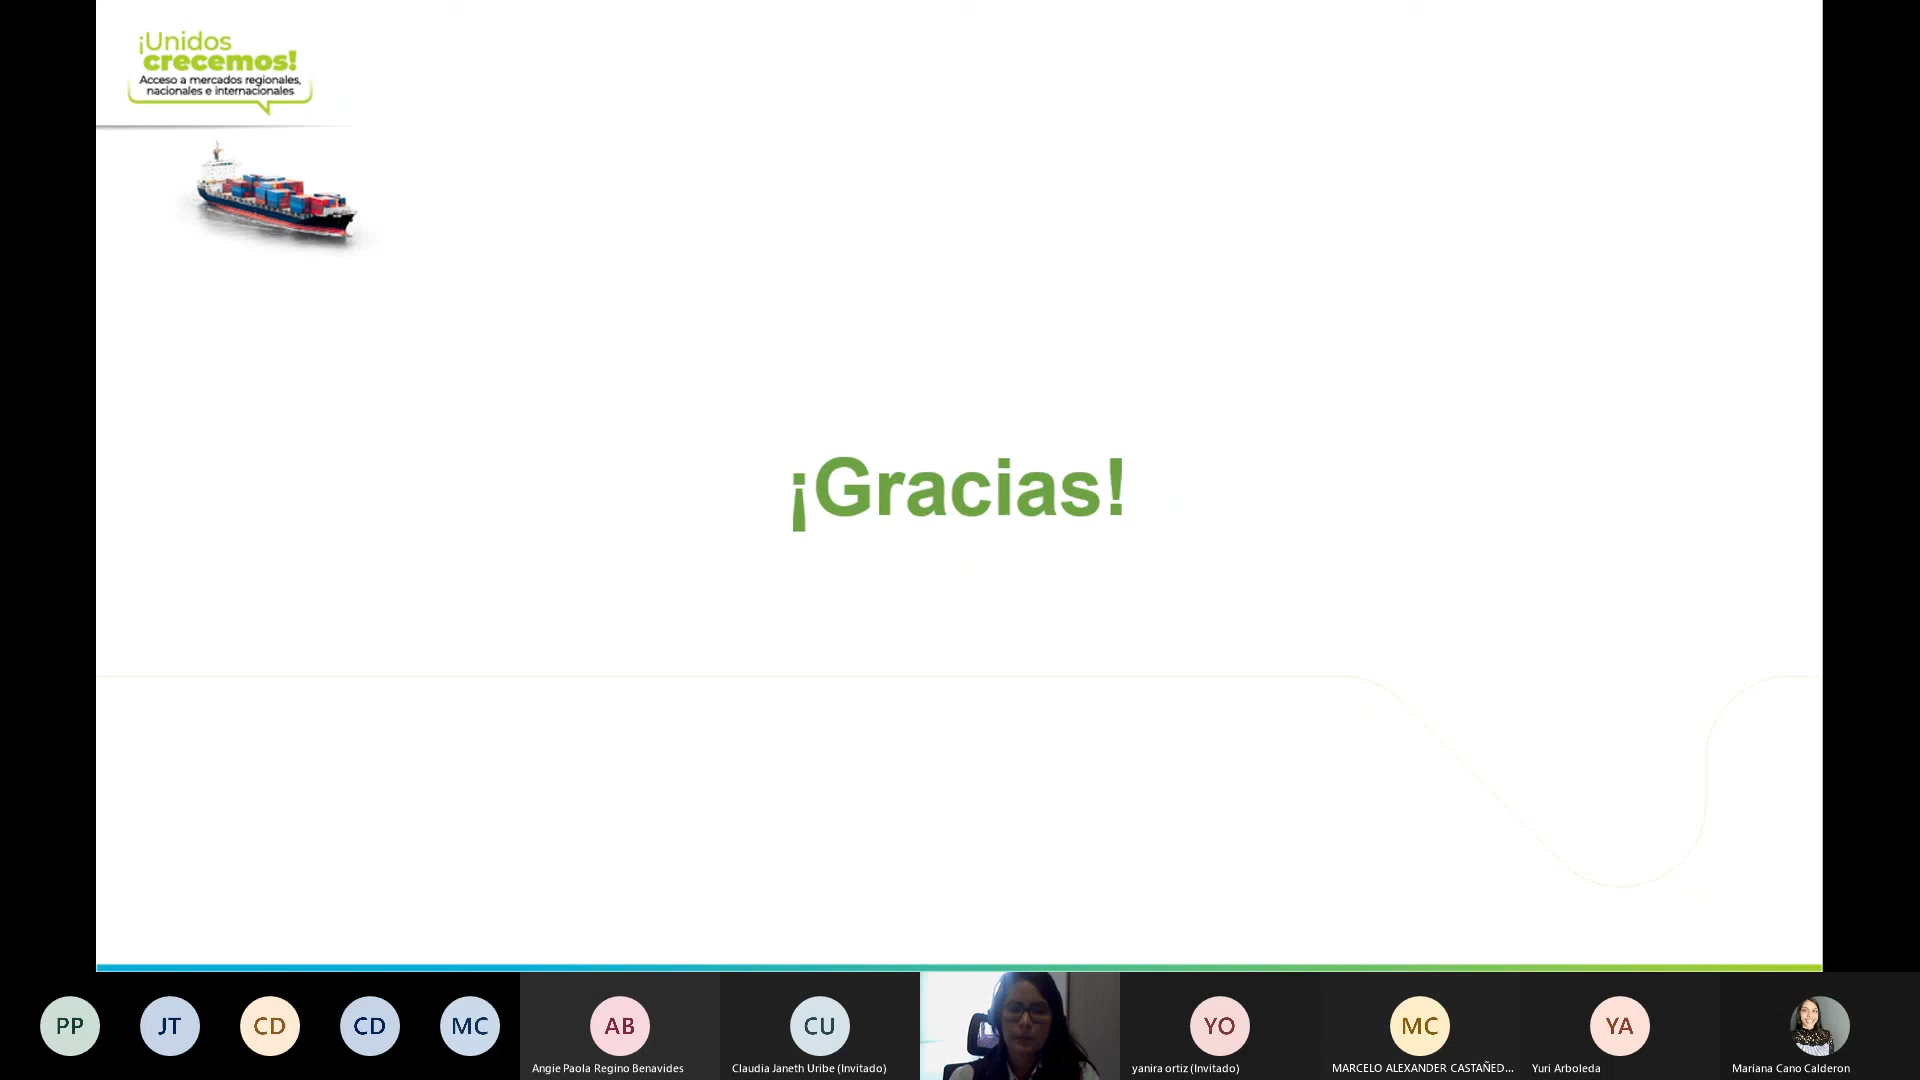 ¡Unidos
crecemos!
Acceso a mercados regionales,
nacionales e internacionales
¡Gracias!
PP
JT
CD
CD
MC
AB
CU
YO
MC
YA
Angie Paola Regino Benavides
Claudia Janeth Uribe (Invitado)
yanira ortiz (Invitado)
MARCELO ALEXANDER CASTAÑED...
Yuri Arboleda
Mariana Cano Calderon